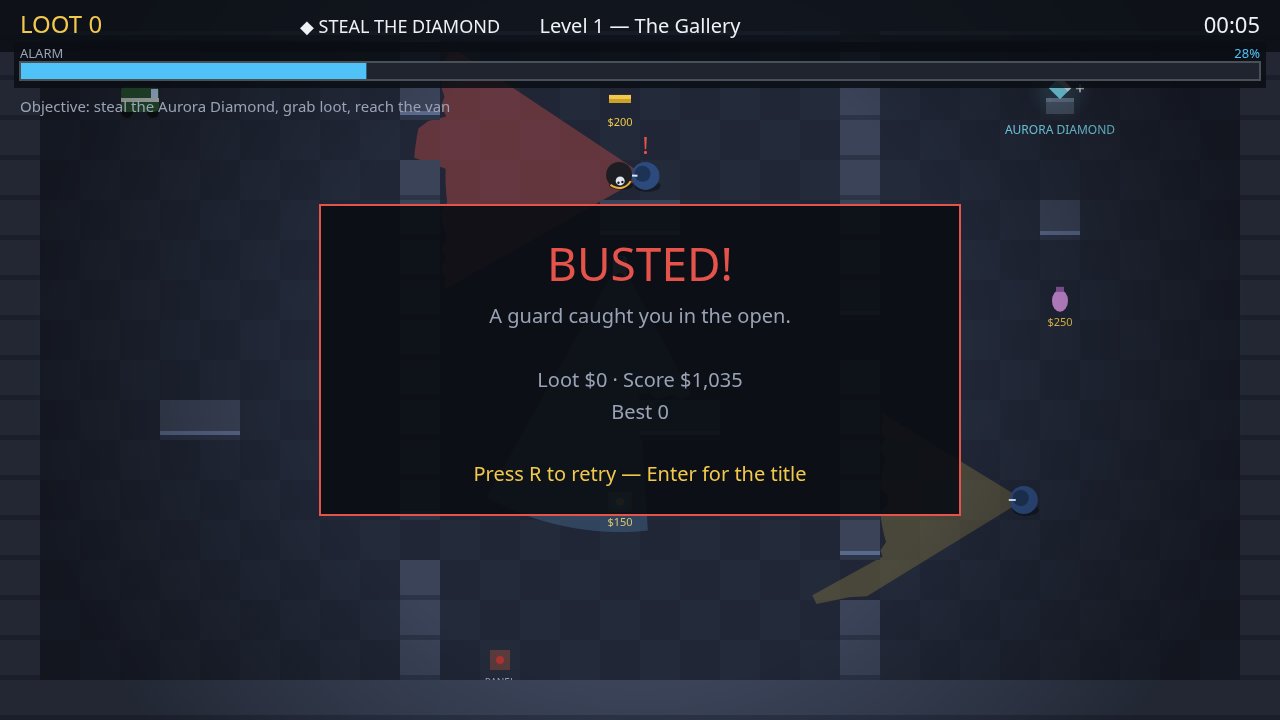 LOOT 0
◆ STEAL THE DIAMOND
Level 1 — The Gallery
00:05
ALARM
28%
Objective: steal the Aurora Diamond, grab loot, reach the van
$200
+
AURORA DIAMOND
!
BUSTED!
A guard caught you in the open.
$250
Loot $0 · Score $1,035
Best 0
Press R to retry — Enter for the title
$150